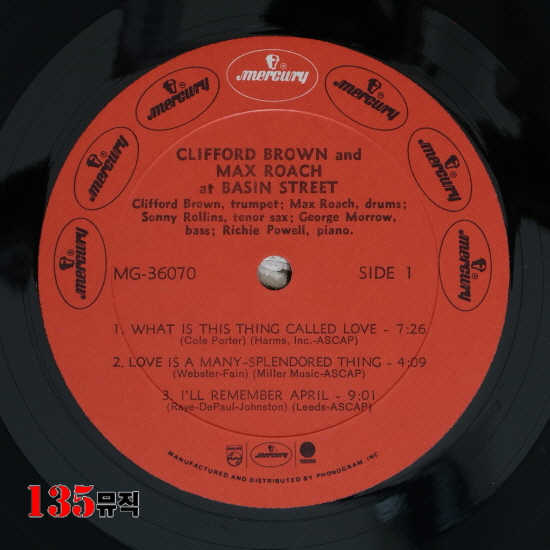 mercury
mercury
mercury
mercury
mercury
mercury
mercury
CLIFFORD BROWN and
MAX ROACH
at BASIN STREET
Clifford Brown, trumpet; Max Roach, drums;
Sonny Rollins, tenor sax; George Morrow,
bass; Richie Powell, piano.
MG-36070 SIDE 1
1. WHAT IS THIS THING CALLED LOVE - 7:26
(Cole Porter) (Harms, Inc.-ASCAP)
2. LOVE IS A MANY-SPLENDORED THING - 4:09
(Webster-Fain) (Miller Music-ASCAP)
3. I'LL REMEMBER APRIL - 9:01
(Raye-DePaul-Johnston) (Leeds-ASCAP)
mercury
MANUFACTURED AND DISTRIBUTED BY PHONOGRAM, INC.
135뮤직